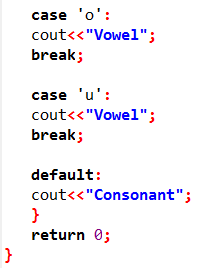 case 'o':
cout<<"Vowel";
break;
case 'u':
cout<<"Vowel";
break;
default:
cout<<"Consonant";
}
return 0;
}